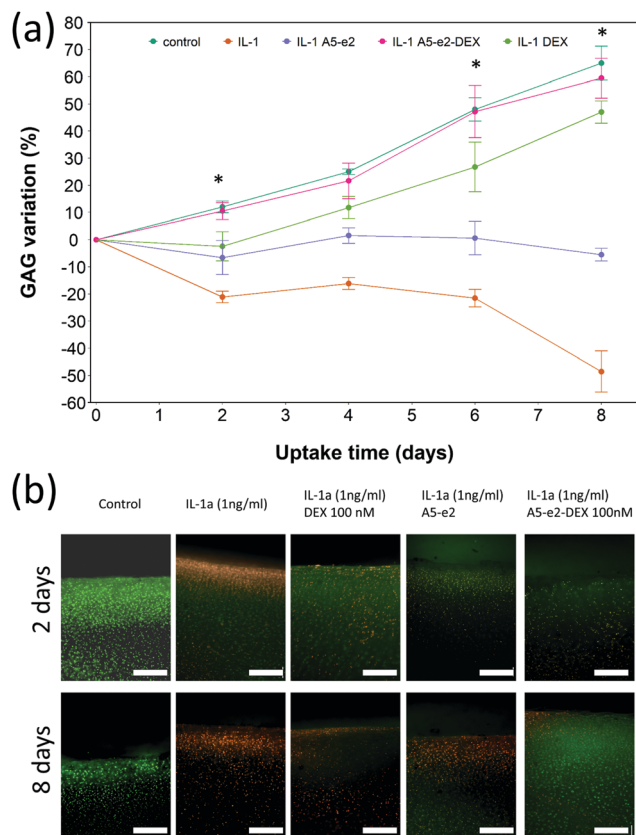 (a)
80
70
60
50
40
30
20
10
0
-10
-20
-30
-40
-50
-60
GAG variation (%)
control IL-1 IL-1 A5-e2 IL-1 A5-e2-DEX IL-1 DEX
*
*
*
0 1 2 3 4 5 6 7 8
Uptake time (days)
(b)
Control
IL-1a (1ng/ml)
IL-1a (1ng/ml)
DEX 100 nM
IL-1a (1ng/ml)
A5-e2
IL-1a (1ng/ml)
A5-e2-DEX 100nM
2 days
8 days